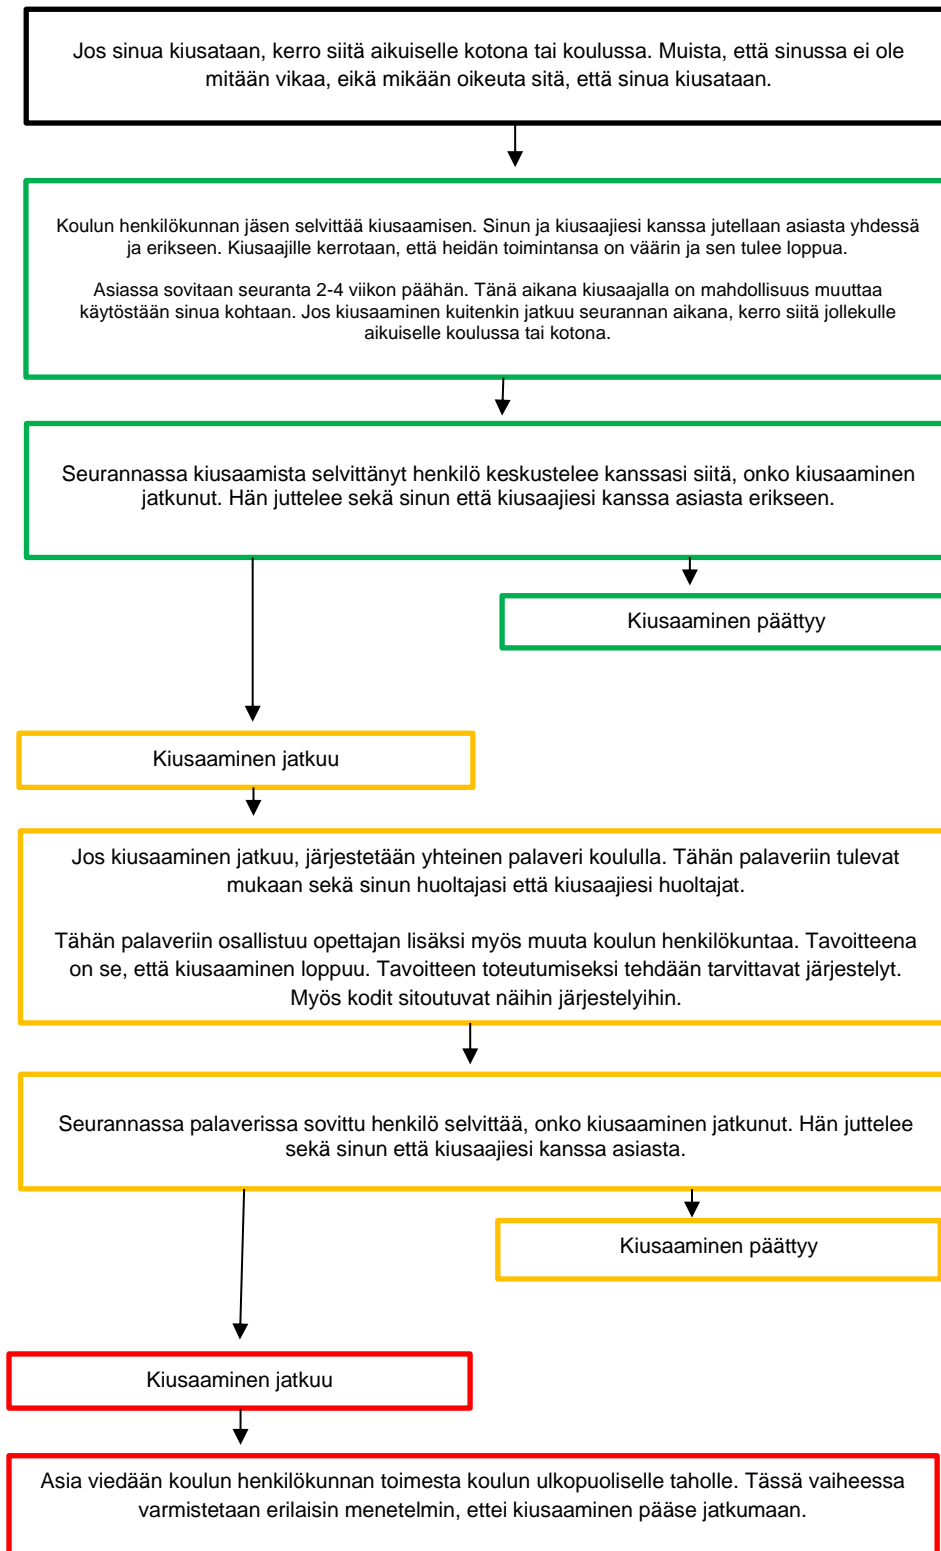 Jos sinua kiusataan, kerro siitä aikuiselle kotona tai koulussa. Muista, että sinussa ei ole
mitään vikaa, eikä mikään oikeuta sitä, että sinua kiusataan.
Koulun henkilökunnan jäsen selvittää kiusaamisen. Sinun ja kiusaajiesi kanssa jutellaan asiasta yhdessä
ja erikseen. Kiusaajille kerrotaan, että heidän toimintansa on väärin ja sen tulee loppua.
Asiassa sovitaan seuranta 2-4 viikon päähän. Tänä aikana kiusaajalla on mahdollisuus muuttaa
käytöstään sinua kohtaan. Jos kiusaaminen kuitenkin jatkuu seurannan aikana, kerro siitä jollekulle
aikuiselle koulussa tai kotona.
Seurannassa kiusaamista selvittänyt henkilö keskustelee kanssasi siitä, onko kiusaaminen
jatkunut. Hän juttelee sekä sinun että kiusaajiesi kanssa asiasta erikseen.
Kiusaaminen päättyy
Kiusaaminen jatkuu
Jos kiusaaminen jatkuu, järjestetään yhteinen palaveri koululla. Tähän palaveriin tulevat
mukaan sekä sinun huoltajasi että kiusaajiesi huoltajat.
Tähän palaveriin osallistuu opettajan lisäksi myös muuta koulun henkilökuntaa. Tavoitteena
on se, että kiusaaminen loppuu. Tavoitteen toteutumiseksi tehdään tarvittavat järjestelyt.
Myös kodit sitoutuvat näihin järjestelyihin.
Seurannassa palaverissa sovittu henkilö selvittää, onko kiusaaminen jatkunut. Hän juttelee
sekä sinun että kiusaajiesi kanssa asiasta.
Kiusaaminen päättyy
Kiusaaminen jatkuu
Asia viedään koulun henkilökunnan toimesta koulun ulkopuoliselle taholle. Tässä vaiheessa
varmistetaan erilaisin menetelmin, ettei kiusaaminen pääse jatkumaan.